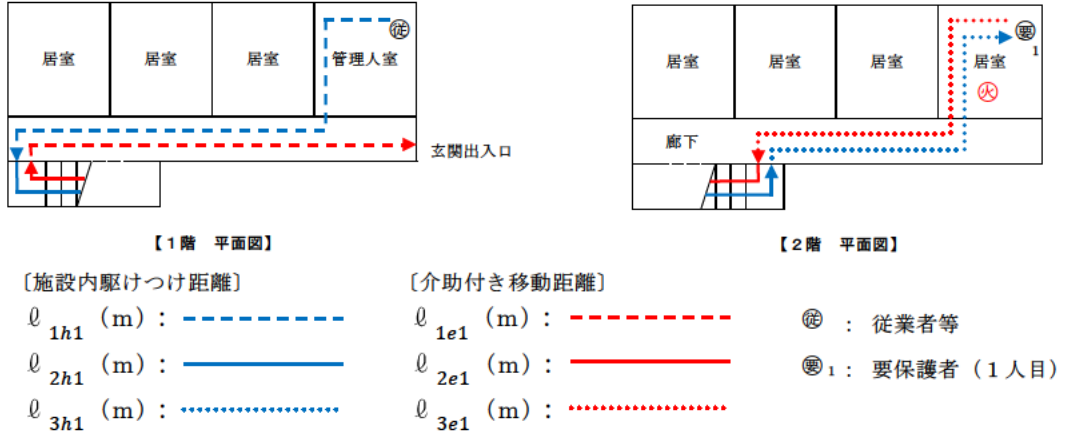 居室 居室 居室 管理人室 従
玄関出入口
【1階 平面図】
居室 居室 居室 居室 要1
火
廊下
【2階 平面図】
〔施設内駆けつけ距離〕
ℓ1h1 (m):
ℓ2h1 (m):
ℓ3h1 (m):
〔介助付き移動距離〕
ℓ1e1 (m):
ℓ2e1 (m):
ℓ3e1 (m):
従 : 従業者等
要1 : 要保護者(1人目)